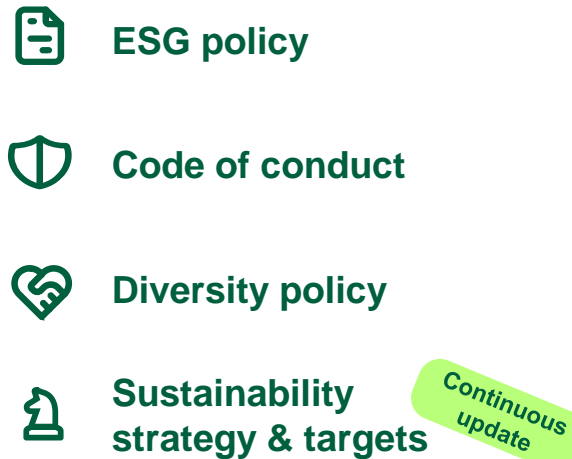 ESG policy
Code of conduct
Diversity policy
Sustainability
strategy & targets
Continuous
update